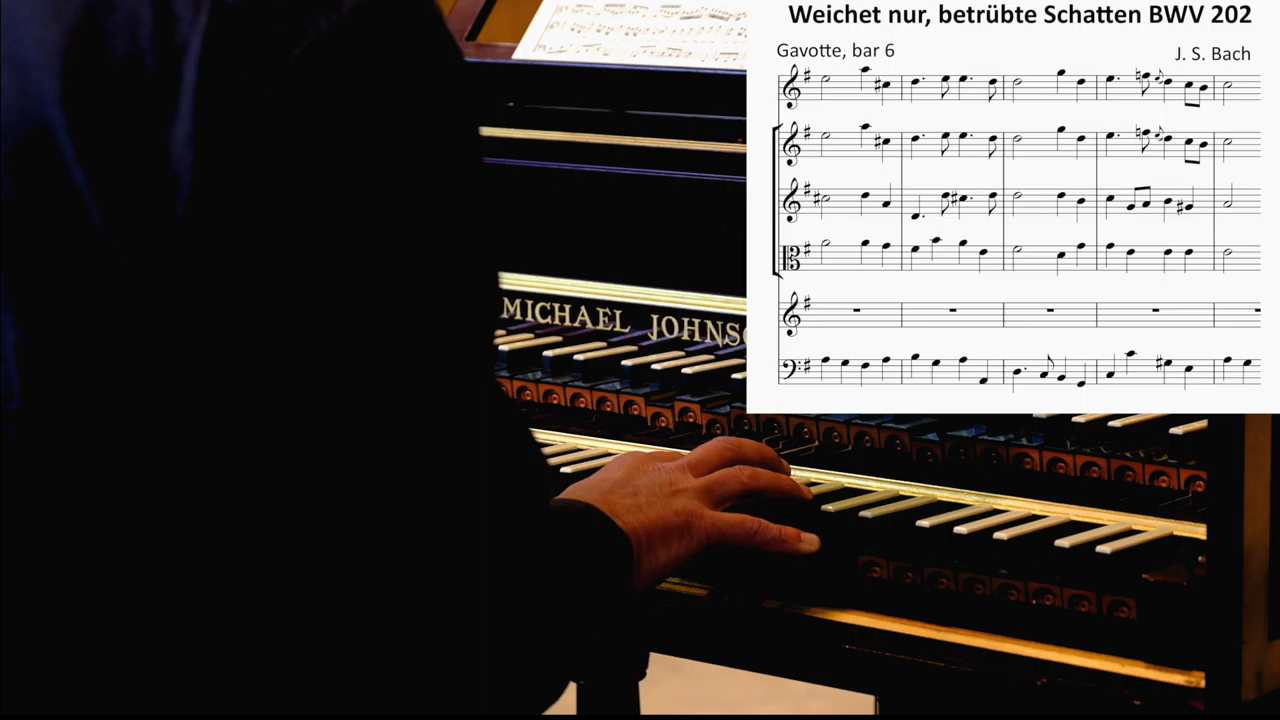 Weichet nur, betrübte Schatten BWV 202
Gavotte, bar 6
J. S. Bach
MICHAEL JOHNS